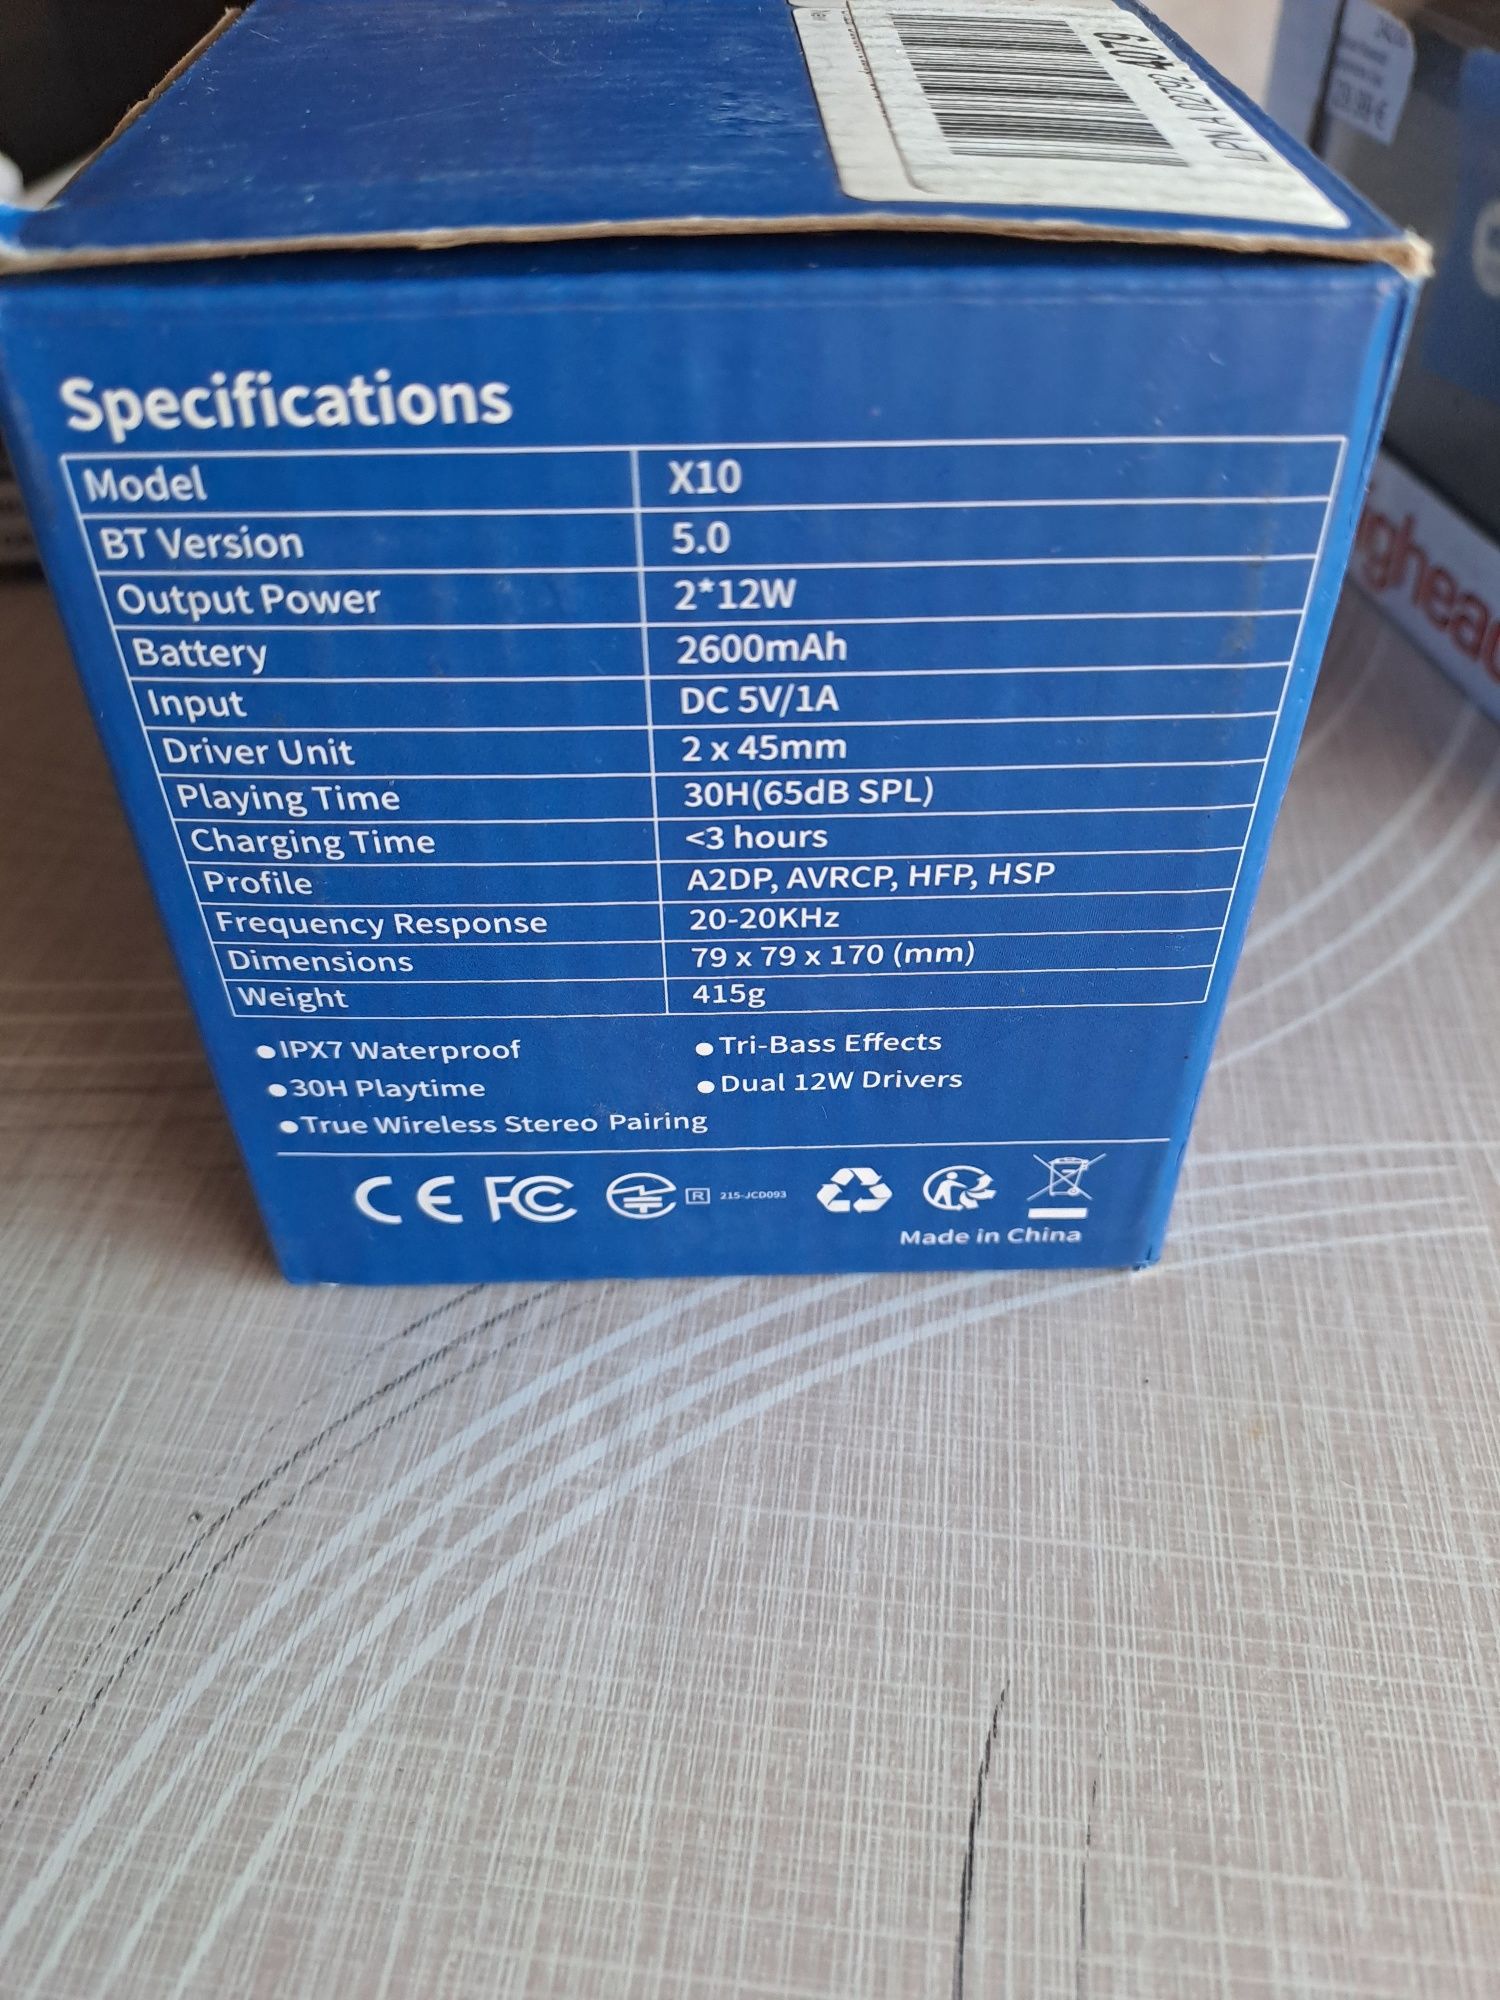 4079
Specifications
Model X10
BT Version 5.0
Output Power 2*12W
Battery 2600mAh
Input DC 5V/1A
Driver Unit 2 x 45mm
Playing Time 30H(65dB SPL)
Charging Time <3 hours
Profile A2DP, AVRCP, HFP, HSP
Frequency Response 20-20KHz
Dimensions 79 x 79 x 170 (mm)
Weight 415g
●IPX7 Waterproof ●Tri-Bass Effects
●30H Playtime ●Dual 12W Drivers
●True Wireless Stereo Pairing
CE FC R 215-JCD093
Made in China